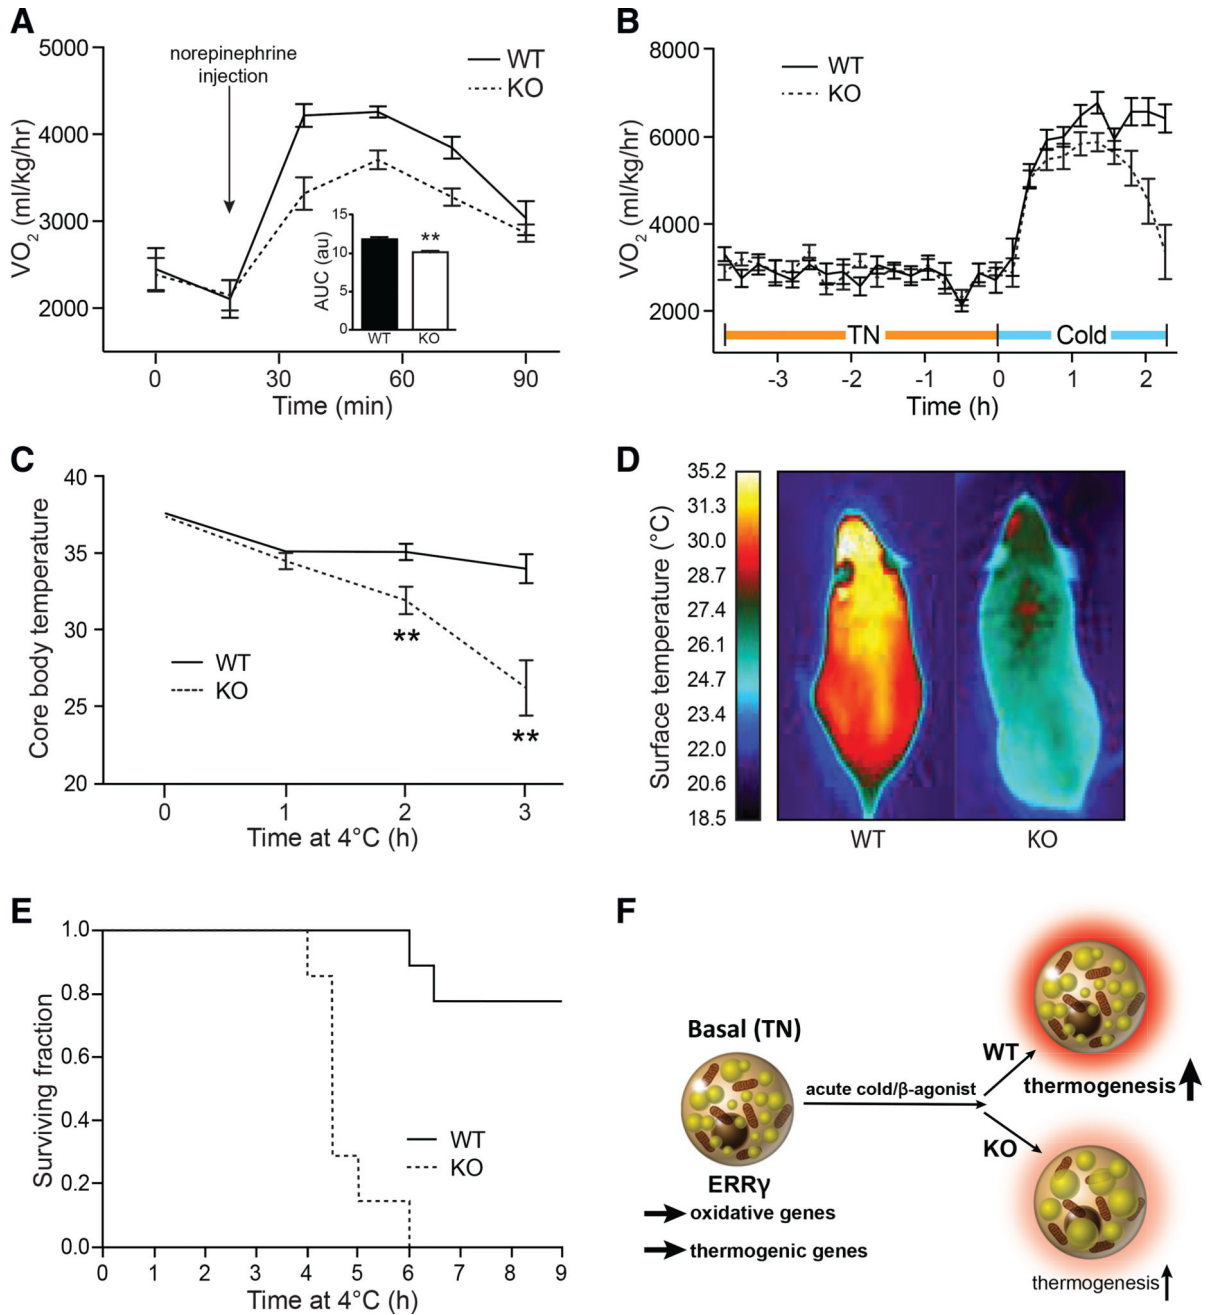 A
norepinephrine
injection
WT
KO
VO2 (ml/kg/hr)
5000
4000
3000
2000
AUC (au)
15
10
5
0
**
WT
KO
0
30
60
90
Time (min)
B
WT
KO
VO2 (ml/kg/hr)
8000
6000
4000
2000
TN
Cold
-3
-2
-1
0
1
2
Time (h)
C
Core body temperature
40
35
30
25
20
WT
KO
**
**
0
1
2
3
Time at 4°C (h)
D
Surface temperature (°C)
35.2
31.3
30.0
28.7
27.4
26.1
24.7
23.4
22.0
20.6
18.5
WT
KO
E
Surviving fraction
1.0
0.8
0.6
0.4
0.2
0.0
WT
KO
0
1
2
3
4
5
6
7
8
9
Time at 4°C (h)
F
Basal (TN)
ERRγ
oxidative genes
thermogenic genes
acute cold/β-agonist
WT
thermogenesis
KO
thermogenesis